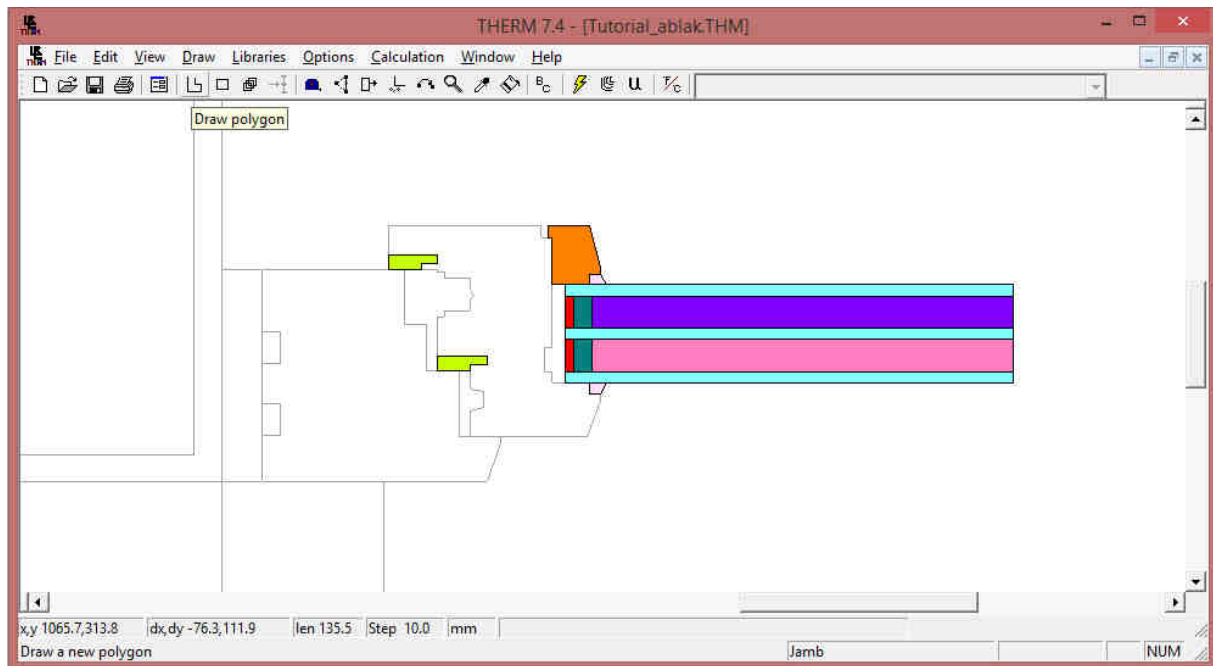 THERM 7.4 - [Tutorial_ablak.THM]
File Edit View Draw Libraries Options Calculation Window Help
Draw polygon
x,y 1065.7,313.8 dx,dy -76.3,111.9 len 135.5 Step 10.0 mm
Draw a new polygon Jamb NUM